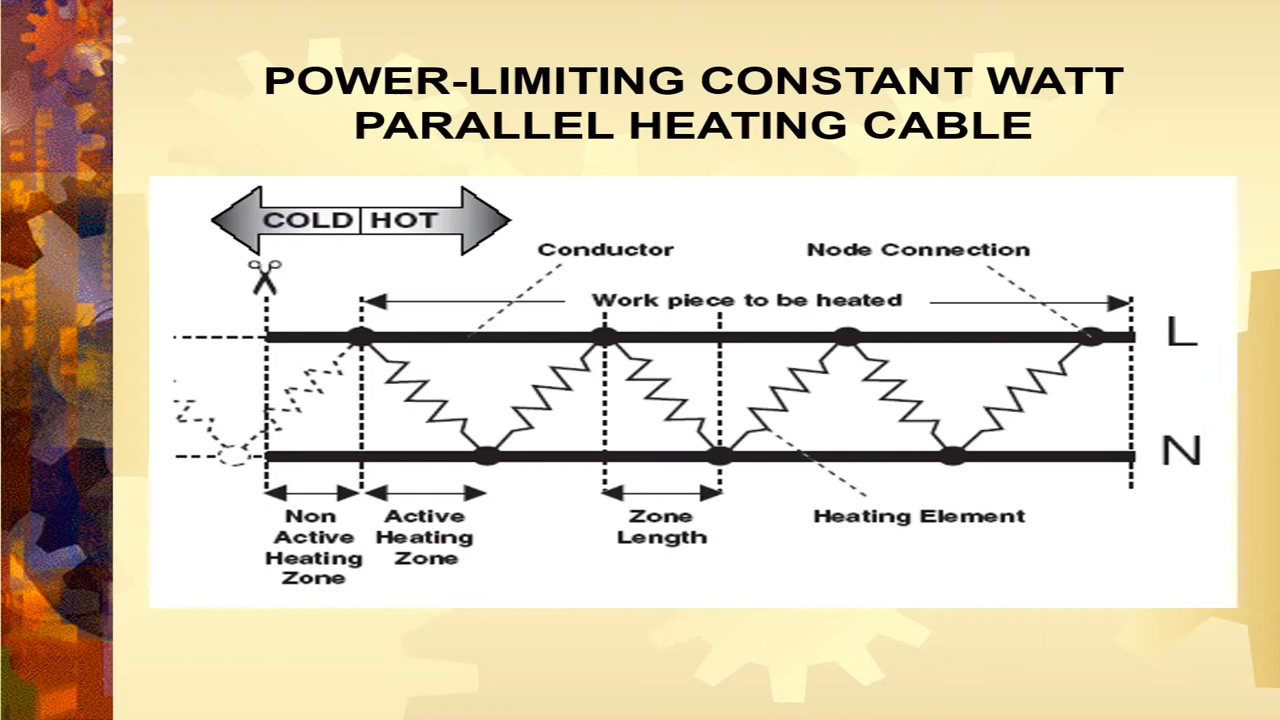 POWER-LIMITING CONSTANT WATT
PARALLEL HEATING CABLE
COLD HOT
Conductor
Node Connection
Work piece to be heated
L
N
Non
Active
Heating
Zone
Active
Heating
Zone
Zone
Length
Heating Element